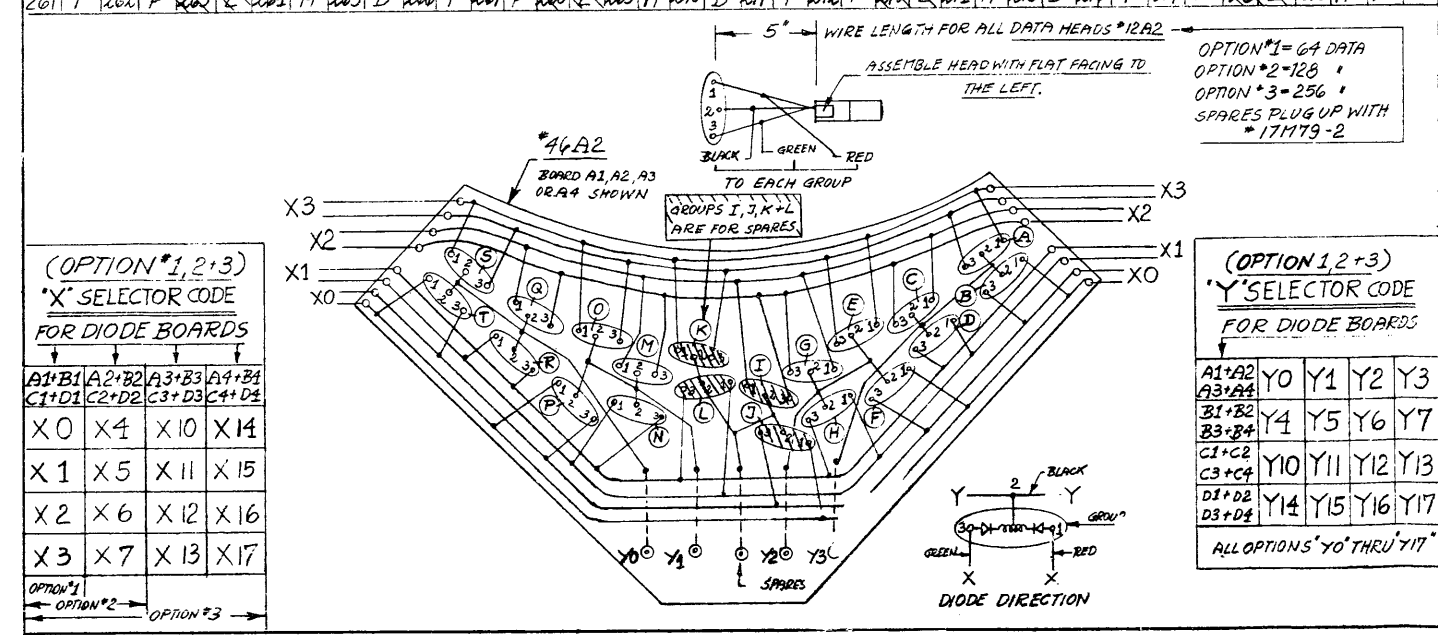 5" WIRE LENGTH FOR ALL DATA HEADS #12A2
ASSEMBLE HEAD WITH FLAT FACING TO
THE LEFT.
OPTION #1=64 DATA
OPTION #2=128 "
OPTION #3=256 "
SPARES PLUG UP WITH
#17M79-2
1
2
3
BLACK
GREEN
RED
TO EACH GROUP
#46A2
BOARD A1, A2, A3
OR A4 SHOWN
GROUPS I, J, K+L
ARE FOR SPARES
X3
X2
X1
X0
X3
X2
X1
X0
S
Q
O
M
K
I
G
E
C
A
T
R
P
N
L
J
H
F
D
B
Y0
Y1
Y2
Y3
SPARES
(OPTION #1,2+3)
"X" SELECTOR CODE
FOR DIODE BOARDS
A1+B1 A2+B2 A3+B3 A4+B4
C1+D1 C2+D2 C3+D3 C4+D4
X0 X4 X10 X14
X1 X5 X11 X15
X2 X6 X12 X16
X3 X7 X13 X17
OPTION #1
OPTION #2
OPTION #3
(OPTION 1,2+3)
"Y" SELECTOR CODE
FOR DIODE BOARDS
A1+A2
A3+A4 Y0 Y1 Y2 Y3
B1+B2
B3+B4 Y4 Y5 Y6 Y7
C1+C2
C3+C4 Y10 Y11 Y12 Y13
D1+D2
D3+D4 Y14 Y15 Y16 Y17
ALL OPTIONS "Y0" THRU "Y17"
BLACK
Y 2 Y
3 1
GROU
GREEN RED
X X
DIODE DIRECTION